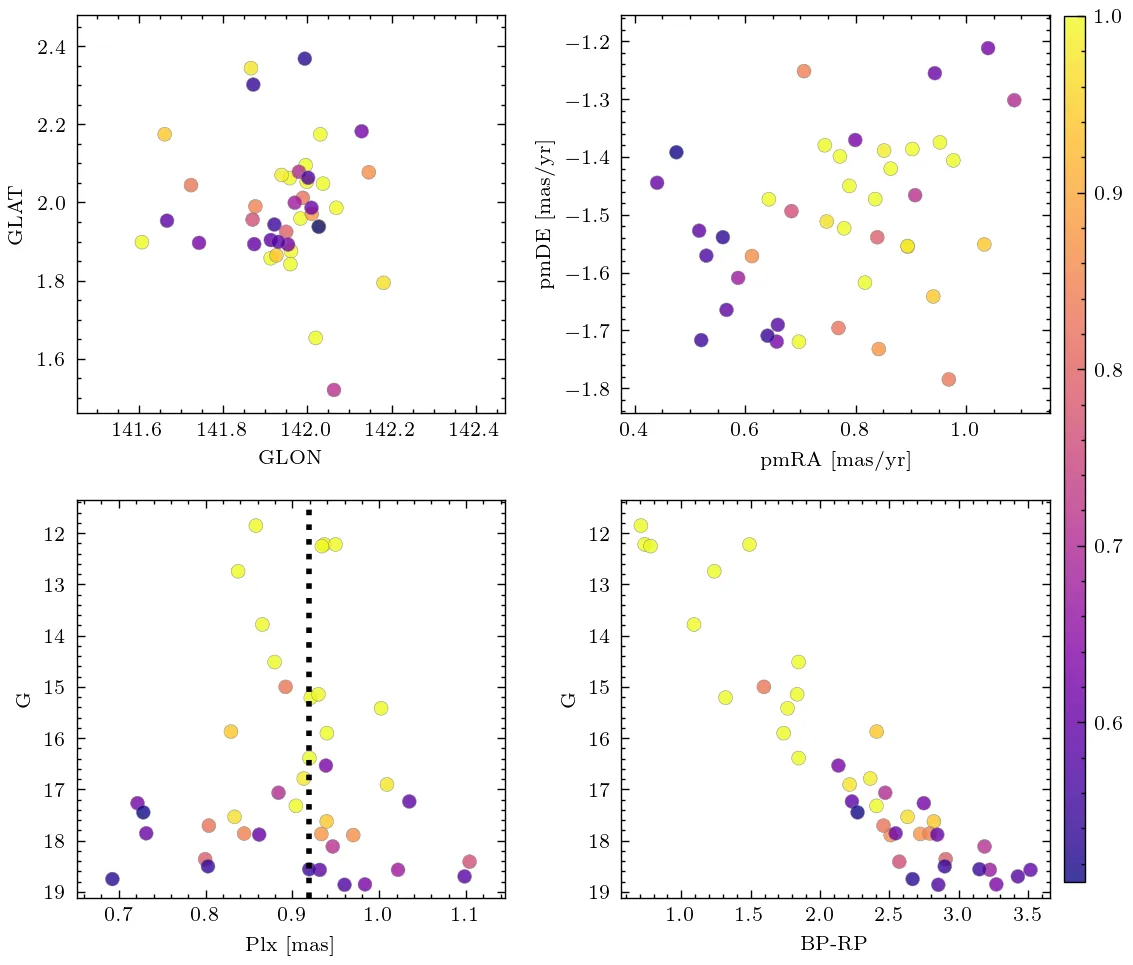 2.4
2.2
2.0
1.8
1.6
GLAT
141.6 141.8 142.0 142.2 142.4
GLON
−1.2
−1.3
−1.4
−1.5
−1.6
−1.7
−1.8
pmDE [mas/yr]
0.4 0.6 0.8 1.0
pmRA [mas/yr]
12
13
14
15
16
17
18
19
G
0.7 0.8 0.9 1.0 1.1
Plx [mas]
12
13
14
15
16
17
18
19
G
1.0 1.5 2.0 2.5 3.0 3.5
BP-RP
1.0
0.9
0.8
0.7
0.6